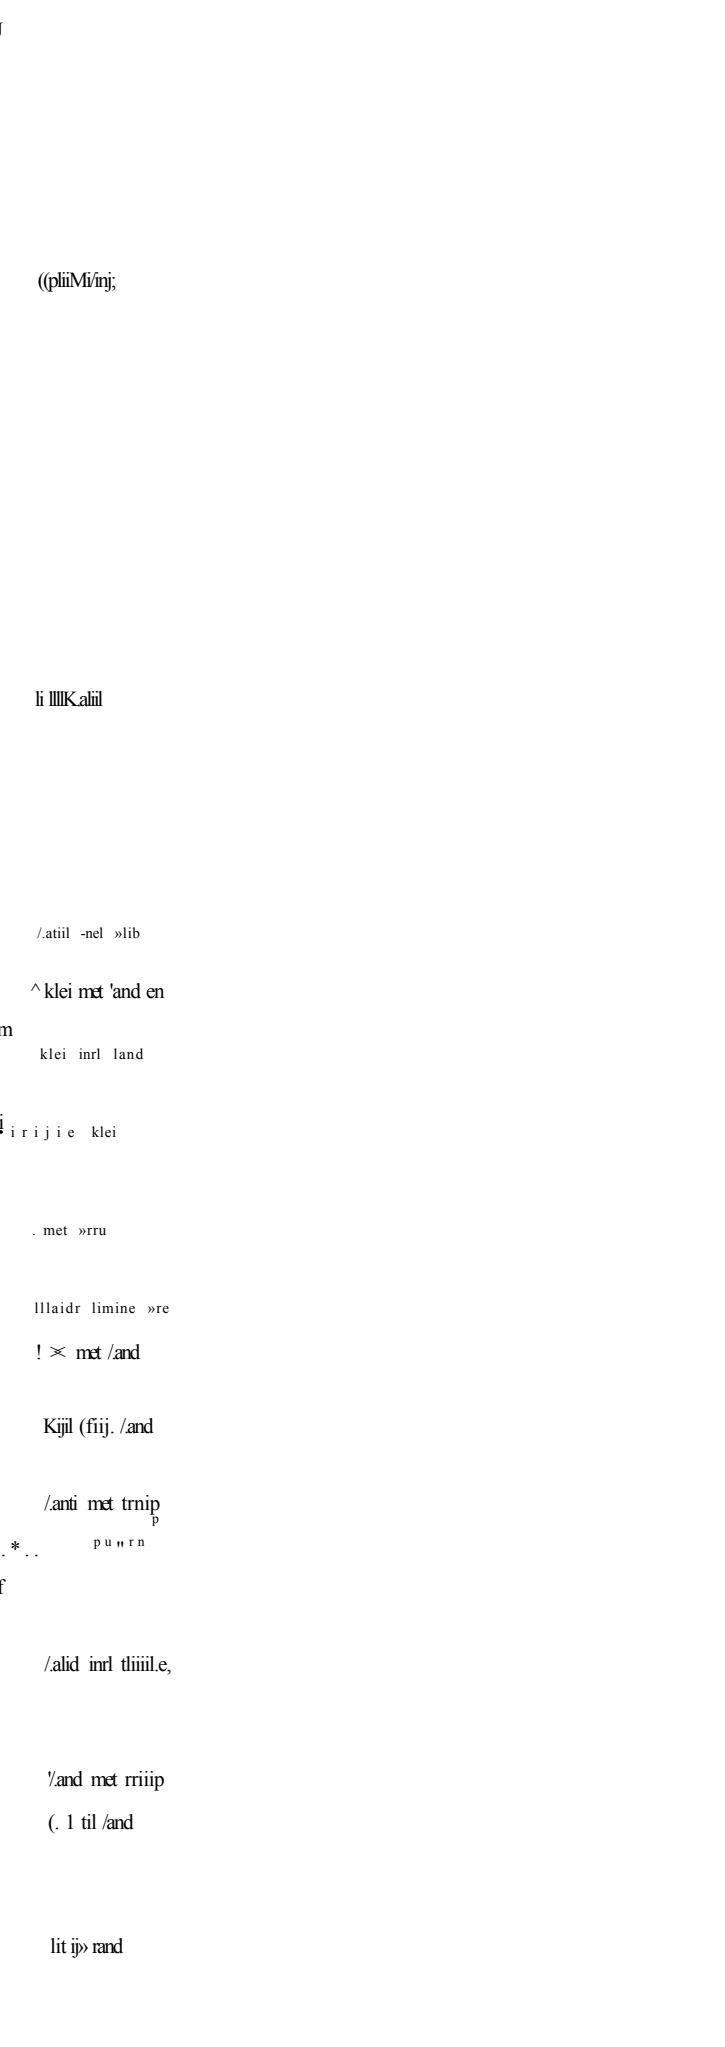 J
((pliiMi/inj;
li llllK.aliil
/.atiil -nel »lib
^ klei met 'and en
m
klei inrl land
i
• i r i j i e klei
. met »rru
lllaidr limine »re
! × met /.and
Kijil (fiij. /.and
/.anti met trnip
p
. * . . p u " r n
f
/.alid inrl tliiiil.e,
'/.and met rriiip
(. 1 til /and
lit ij» rand